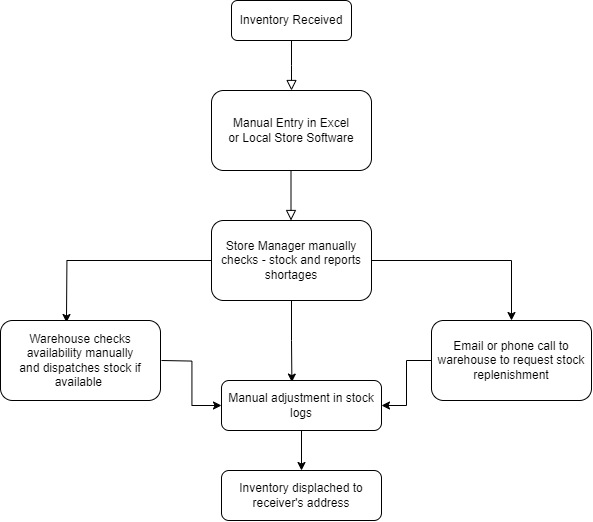 Inventory Received
Manual Entry in Excel
or Local Store Software
Store Manager manually
checks - stock and reports
shortages
Warehouse checks
availability manually
and dispatches stock if
available
Email or phone call to
warehouse to request stock
replenishment
Manual adjustment in stock
logs
Inventory displached to
receiver's address